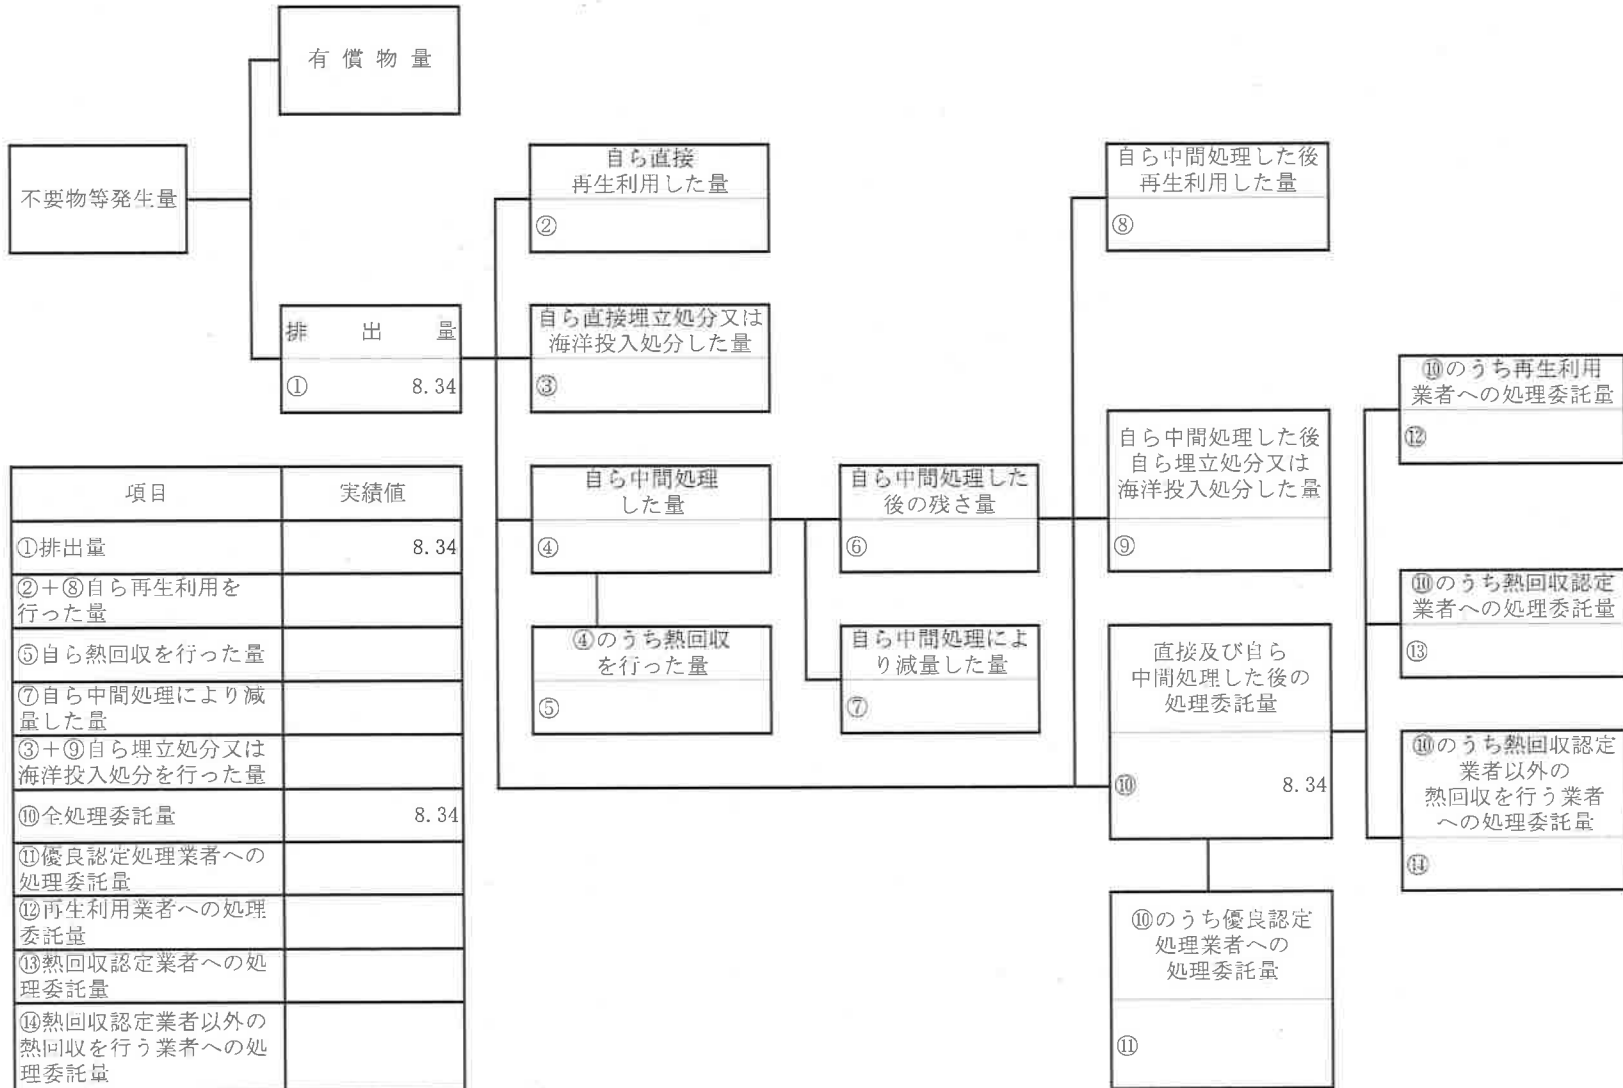 有償物量
不要物等発生量
排出量
① 8.34
自ら直接
再生利用した量
②
自ら直接埋立処分又は
海洋投入処分した量
③
自ら中間処理
した量
④
④のうち熱回収
を行った量
⑤
自ら中間処理した
後の残さ量
⑥
自ら中間処理によ
り減量した量
⑦
自ら中間処理した後
再生利用した量
⑧
自ら中間処理した後
自ら埋立処分又は
海洋投入処分した量
⑨
直接及び自ら
中間処理した後の
処理委託量
⑩ 8.34
⑩のうち優良認定
処理業者への
処理委託量
⑪
⑩のうち再生利用
業者への処理委託量
⑫
⑩のうち熱回収認定
業者への処理委託量
⑬
⑩のうち熱回収認定
業者以外の
熱回収を行う業者
への処理委託量
⑭
項目 実績値
①排出量 8.34
②+⑧自ら再生利用を
行った量
⑤自ら熱回収を行った量
⑦自ら中間処理により減
量した量
③+⑨自ら埋立処分又は
海洋投入処分を行った量
⑩全処理委託量 8.34
⑪優良認定処理業者への
処理委託量
⑫再生利用業者への処理
委託量
⑬熱回収認定業者への処
理委託量
⑭熱回収認定業者以外の
熱回収を行う業者への処
理委託量